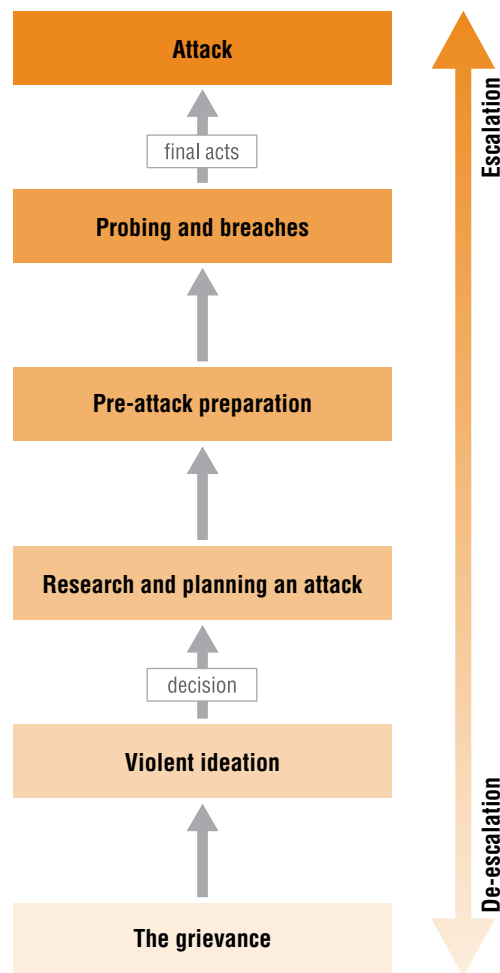 Attack
final acts
Probing and breaches
Pre-attack preparation
Research and planning an attack
decision
Violent ideation
The grievance
Escalation
De-escalation